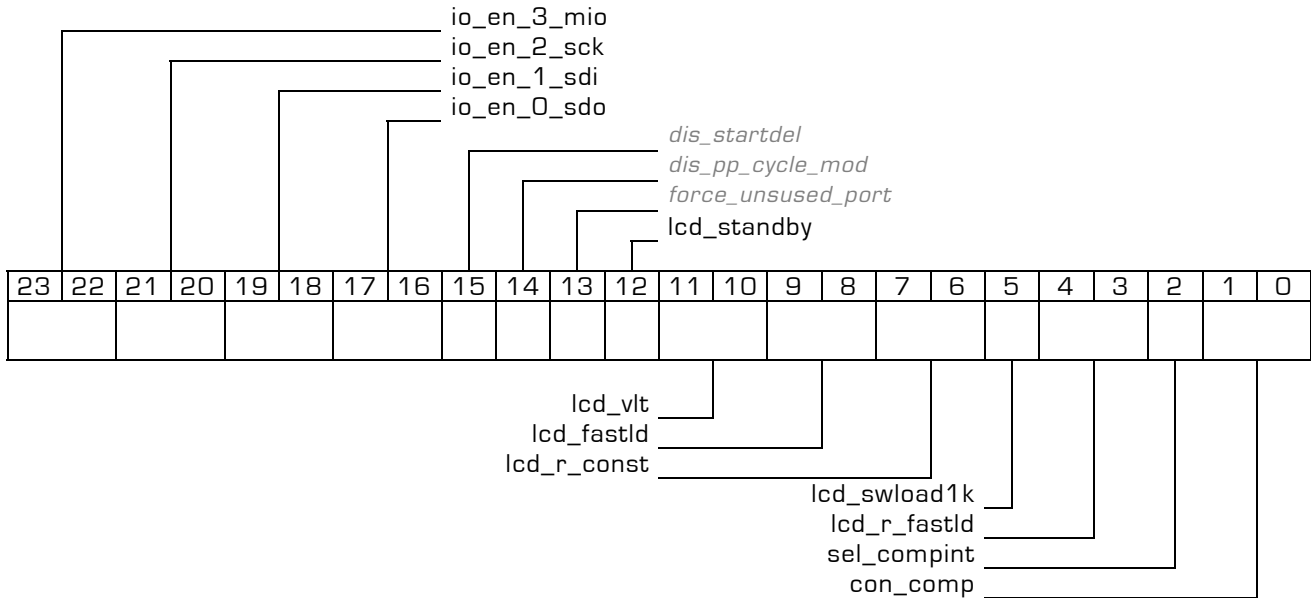 io_en_3_mio
io_en_2_sck
io_en_1_sdi
io_en_0_sdo
dis_startdel
dis_pp_cycle_mod
force_unsused_port
lcd_standby
23 22 21 20 19 18 17 16 15 14 13 12 11 10 9 8 7 6 5 4 3 2 1 0
lcd_vlt
lcd_fastld
lcd_r_const
lcd_swload1k
lcd_r_fastld
sel_compint
con_comp